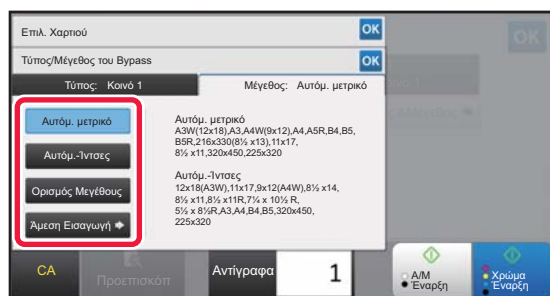 Επιλ. Χαρτιού
OK
OK
Τύπος/Μέγεθος του Bypass
OK
Τύπος: Κοινό 1
Μέγεθος: Αυτόμ. μετρικό
Αυτόμ. μετρικό
Αυτόμ.-Ίντσες
Ορισμός Μεγέθους
Άμεση Εισαγωγή
Αυτόμ. μετρικό
A3W(12x18),A3,A4W(9x12),A4,A5R,B4,B5,
B5R,216x330(8½ x13),11x17,
8½ x11,320x450,225x320
Αυτόμ.-Ίντσες
12x18(A3W),11x17,9x12(A4W),8½ x14,
8½ x11,8½ x11R,7¼ x 10½ R,
5½ x 8½R,A3,A4,B4,B5,320x450,
225x320
CA
Προεπισκόπ
Αντίγραφα
1
Α/Μ
Έναρξη
Χρώμα
Έναρξη